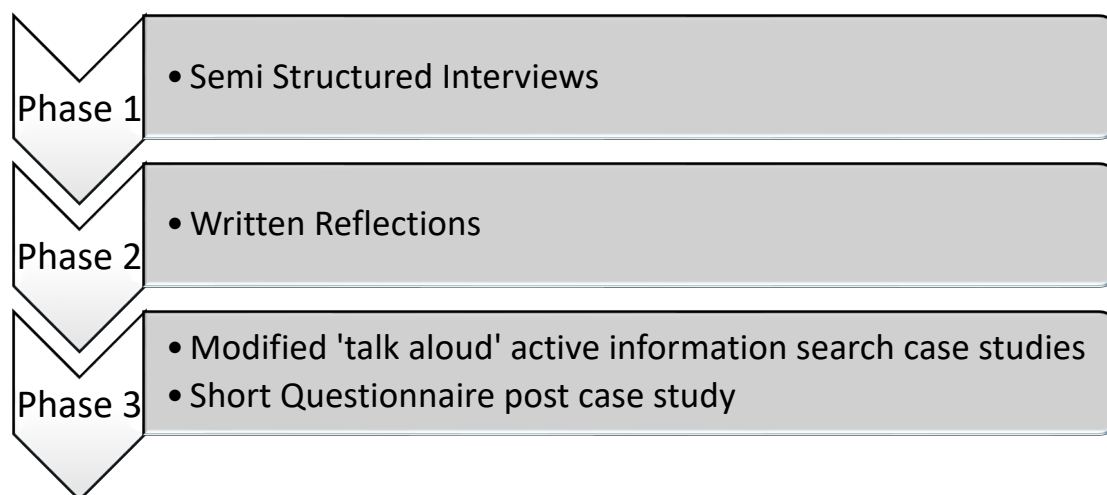 Phase 1
• Semi Structured Interviews
Phase 2
• Written Reflections
Phase 3
• Modified 'talk aloud' active information search case studies
• Short Questionnaire post case study